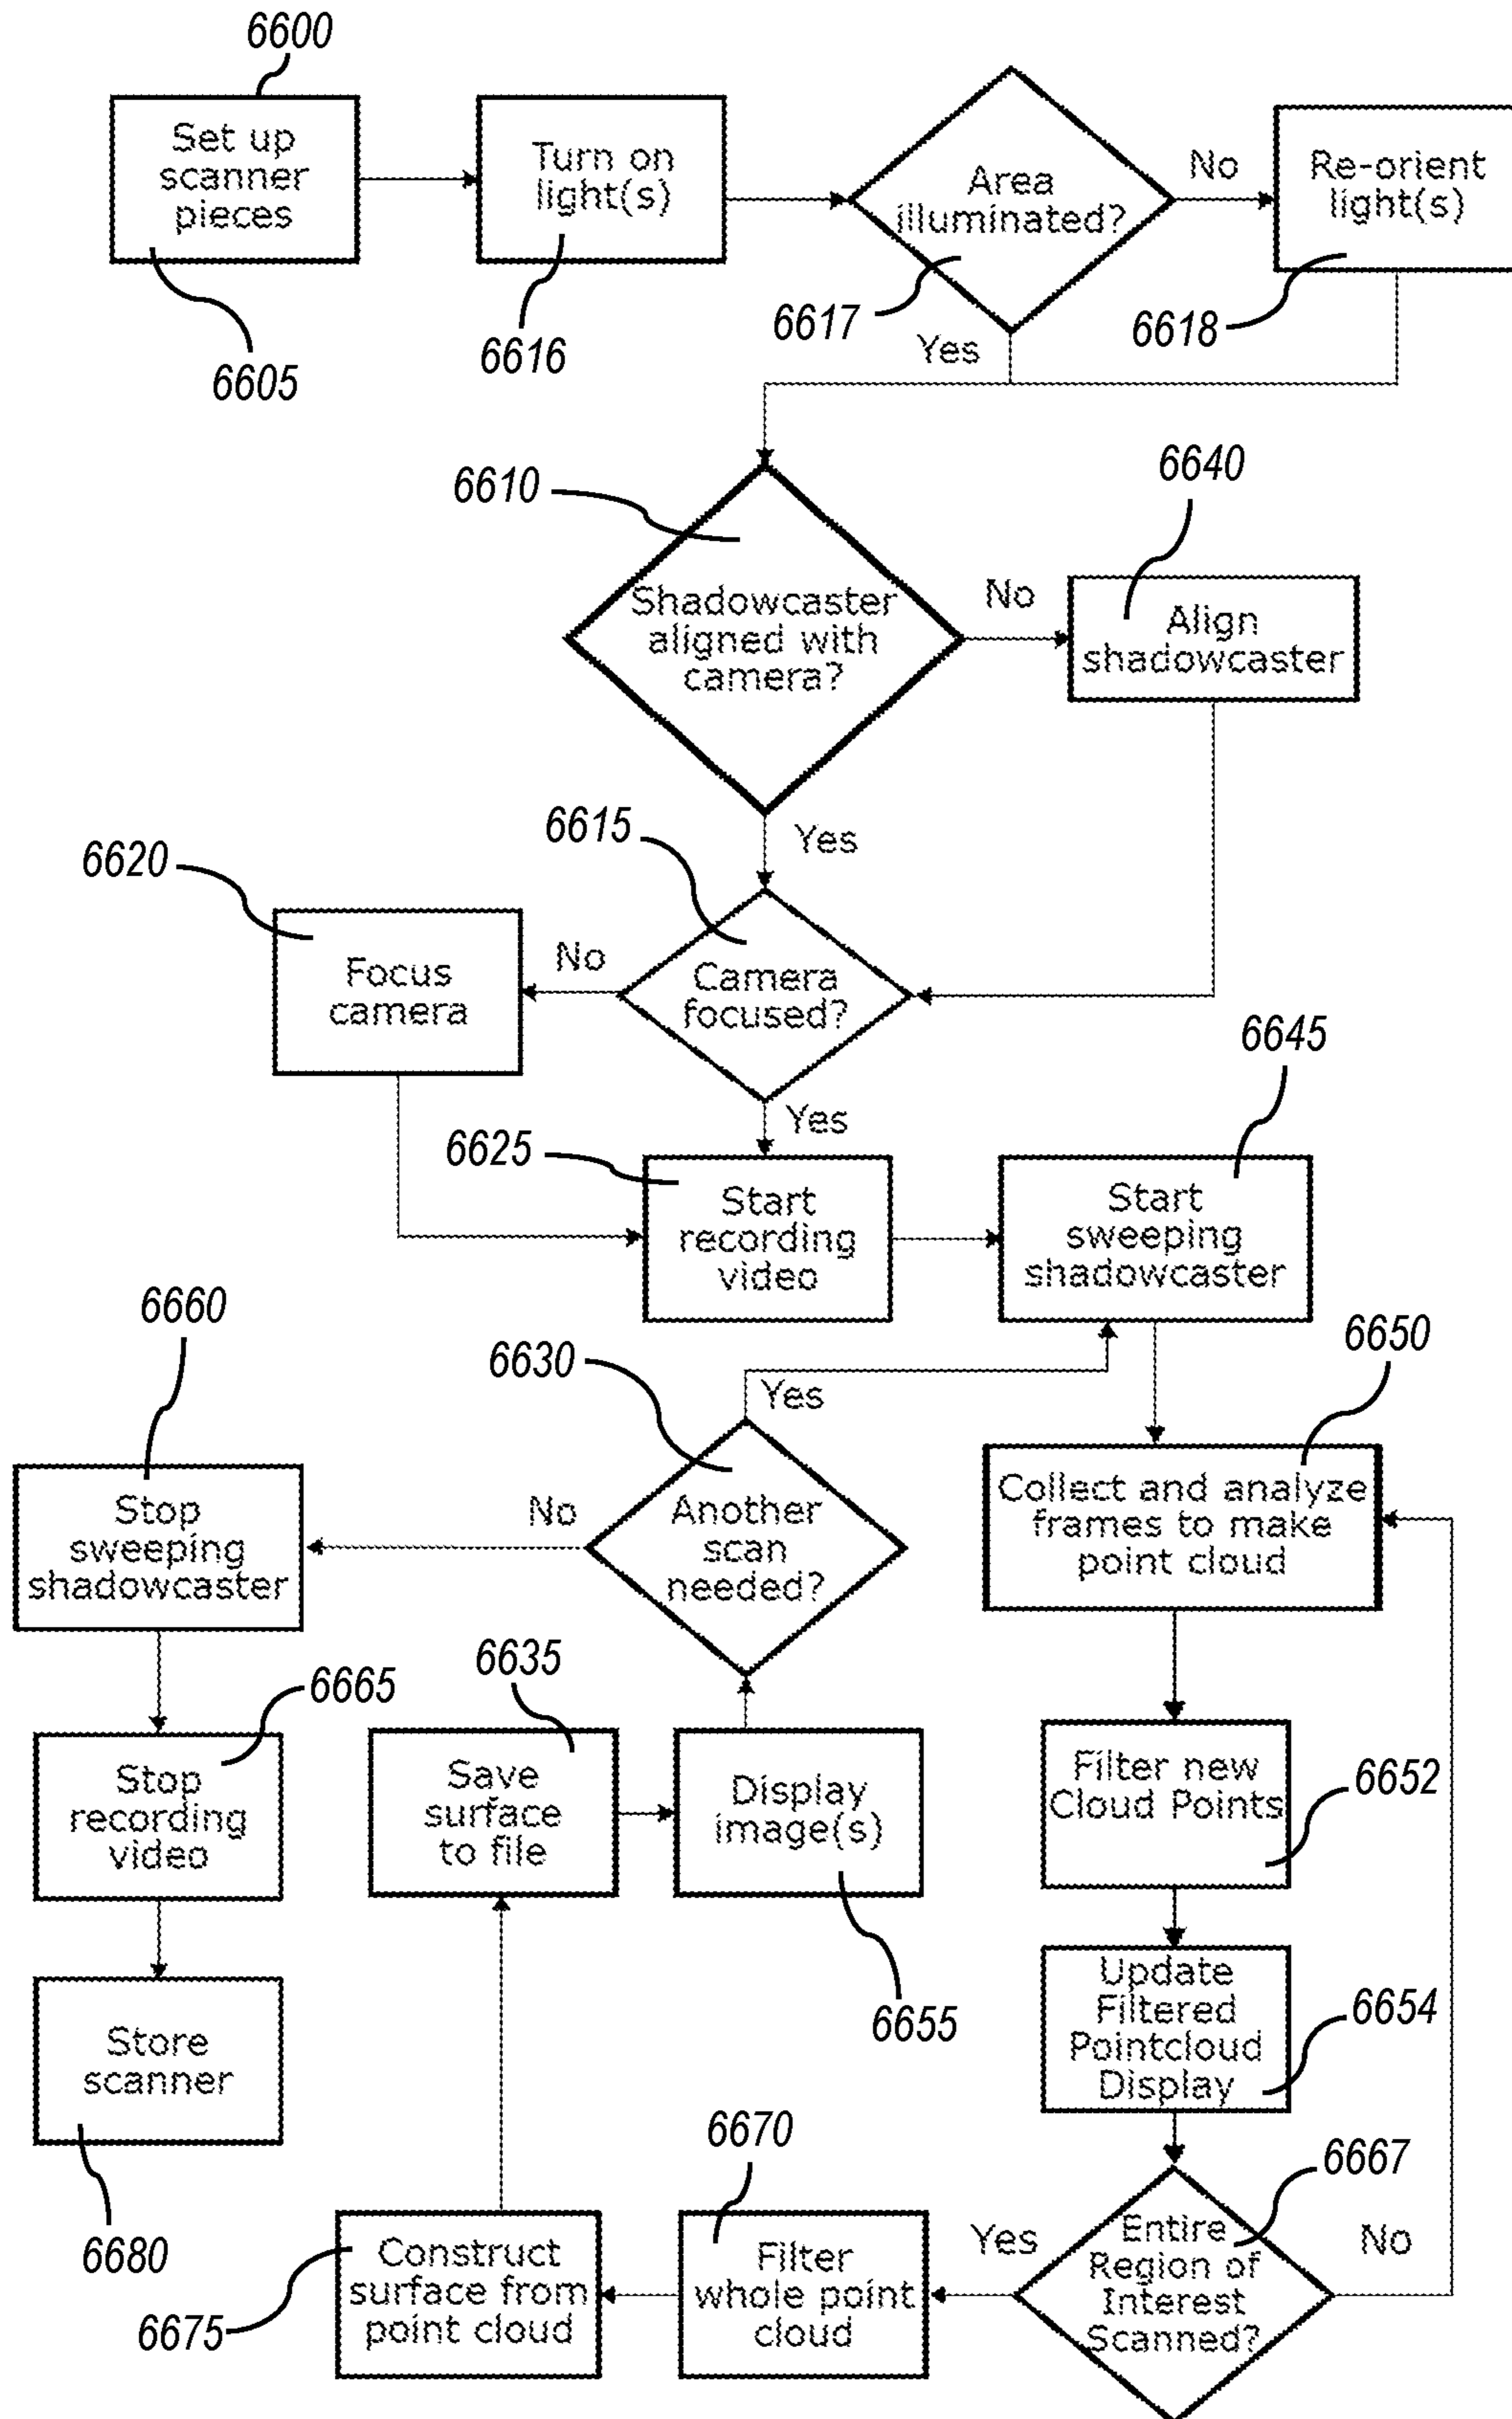 6600
Set up
scanner
pieces
6605
Turn on
light(s)
6616
Area
illuminated?
6617
No
Re-orient
light(s)
6618
Yes
6610
Shadowcaster
aligned with
camera?
No
6640
Align
shadowcaster
Yes
6615
Camera
focused?
No
6620
Focus
camera
Yes
6625
Start
recording
video
6645
Start
sweeping
shadowcaster
6650
Collect and analyze
frames to make
point cloud
6630
Yes
Another
scan
needed?
No
6660
Stop
sweeping
shadowcaster
6665
Stop
recording
video
Store
scanner
6680
6635
Save
surface
to file
Display
image(s)
6655
Filter new
Cloud Points
6652
Update
Filtered
Pointcloud
Display
6654
6667
Entire
Region of
Interest
Scanned?
No
Yes
6670
Filter
whole point
cloud
Construct
surface from
point cloud
6675